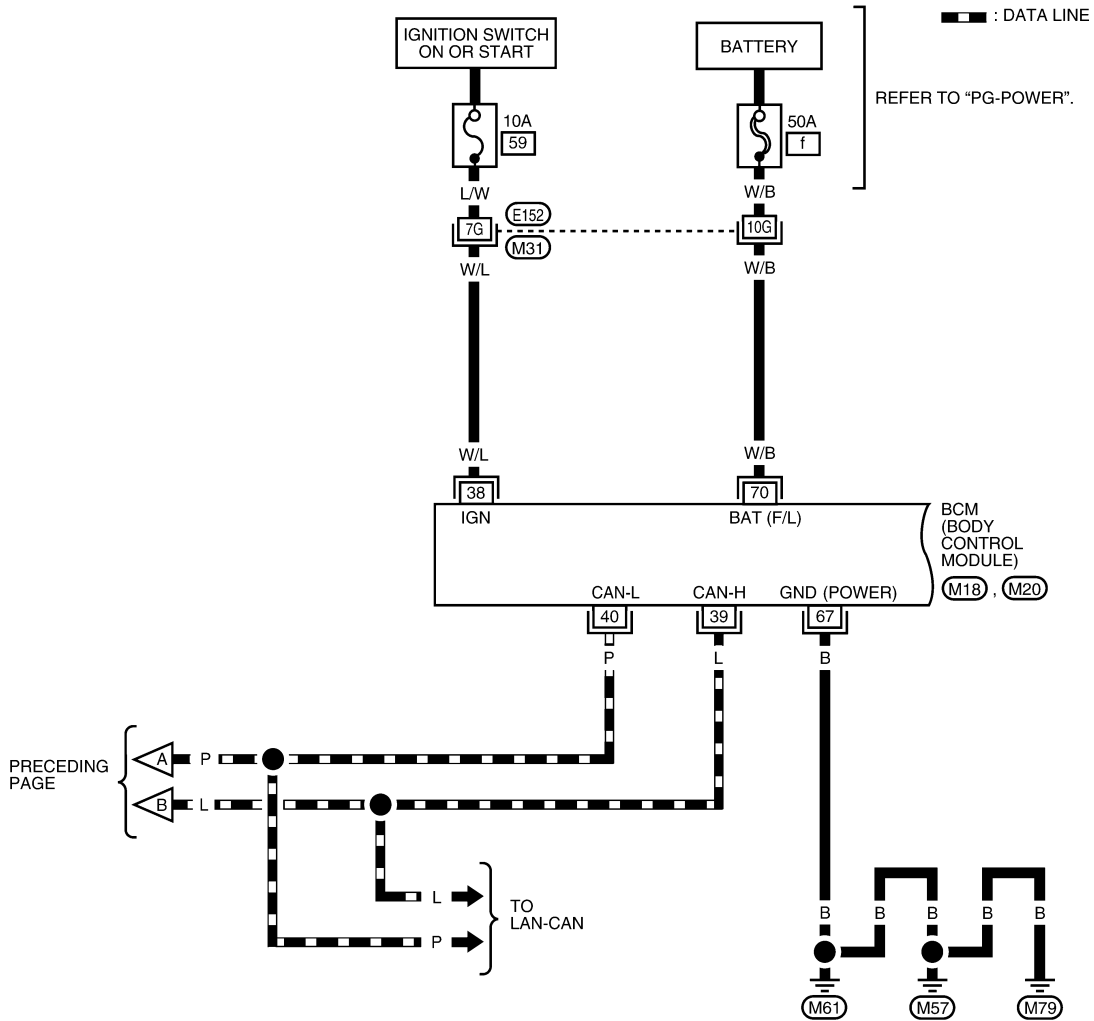 : DATA LINE
IGNITION SWITCH
ON OR START
BATTERY
REFER TO “PG-POWER”.
10A
59
50A
f
L/W
W/B
7G
E152
M31
10G
W/L
W/B
W/L
W/B
38
70
IGN
BAT (F/L)
BCM
(BODY
CONTROL
MODULE)
M18 , M20
CAN-L
CAN-H
GND (POWER)
40
39
67
P
L
B
PRECEDING
PAGE
A
P
B
L
L
P
TO
LAN-CAN
B
B
B
B
B
M61
M57
M79